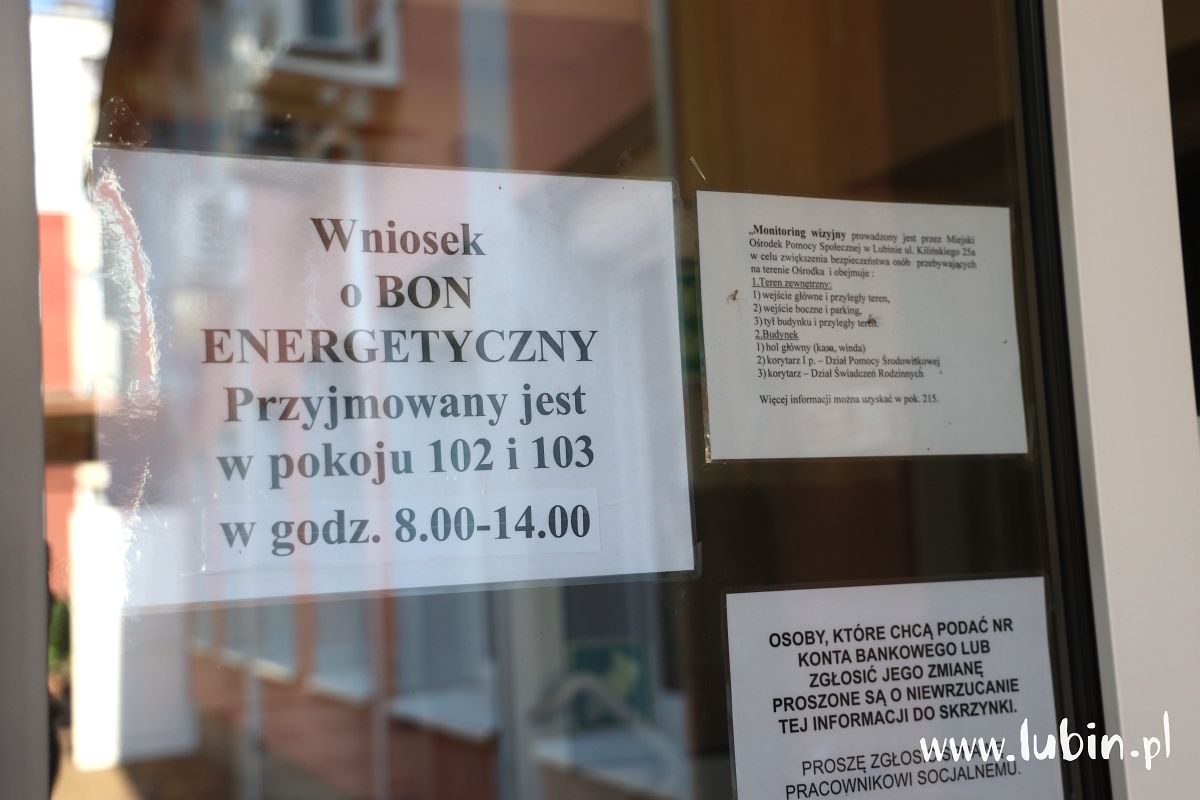 Wniosek
o BON
ENERGETYCZNY
Przyjmowany jest
w pokoju 102 i 103
w godz. 8.00-14.00
„Monitoring wizyjny prowadzony jest przez Miejski
Ośrodek Pomocy Społecznej w Lubinie ul. Kilińskiego 25a
w celu zwiększenia bezpieczeństwa osób przebywających
na terenie Ośrodka i obejmuje :
1.Teren zewnętrzny:
1) wejście główne i przyległy teren,
2) wejście boczne i parking,
3) tył budynku i przyległy teren.
2.Budynek
1) hol główny (kasa, winda)
2) korytarz I p. – Dział Pomocy Środowiskowej
3) korytarz – Dział Świadczeń Rodzinnych
Więcej informacji można uzyskać w pok. 215.
OSOBY, KTÓRE CHCĄ PODAĆ NR
KONTA BANKOWEGO LUB
ZGŁOSIĆ JEGO ZMIANĘ
PROSZONE SĄ O NIEWRZUCANIE
TEJ INFORMACJI DO SKRZYNKI.
PROSZĘ
PRACOWNIKOWI SOCJALNEMU.
www.lubin.pl